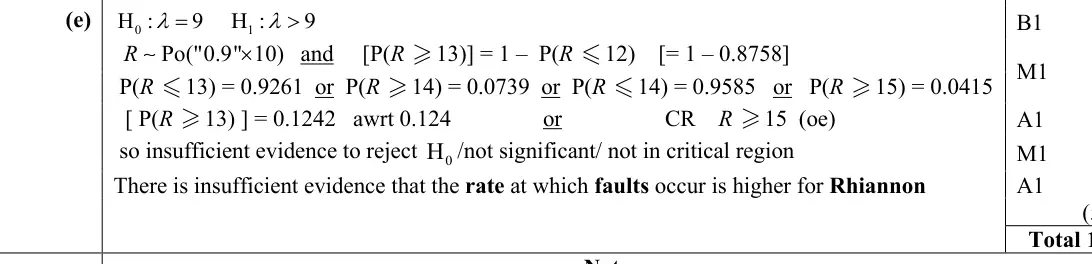 (e) H₀ : λ = 9 H₁ : λ > 9 B1
R ~ Po("0.9"×10) and [P(R ⩾ 13)] = 1 – P(R ⩽ 12) [= 1 – 0.8758]
M1
P(R ⩽ 13) = 0.9261 or P(R ⩾ 14) = 0.0739 or P(R ⩽ 14) = 0.9585 or P(R ⩾ 15) = 0.0415
[ P(R ⩾ 13) ] = 0.1242 awrt 0.124 or CR R ⩾ 15 (oe) A1
so insufficient evidence to reject H₀ /not significant/ not in critical region M1
There is insufficient evidence that the rate at which faults occur is higher for Rhiannon A1
(
Total 1